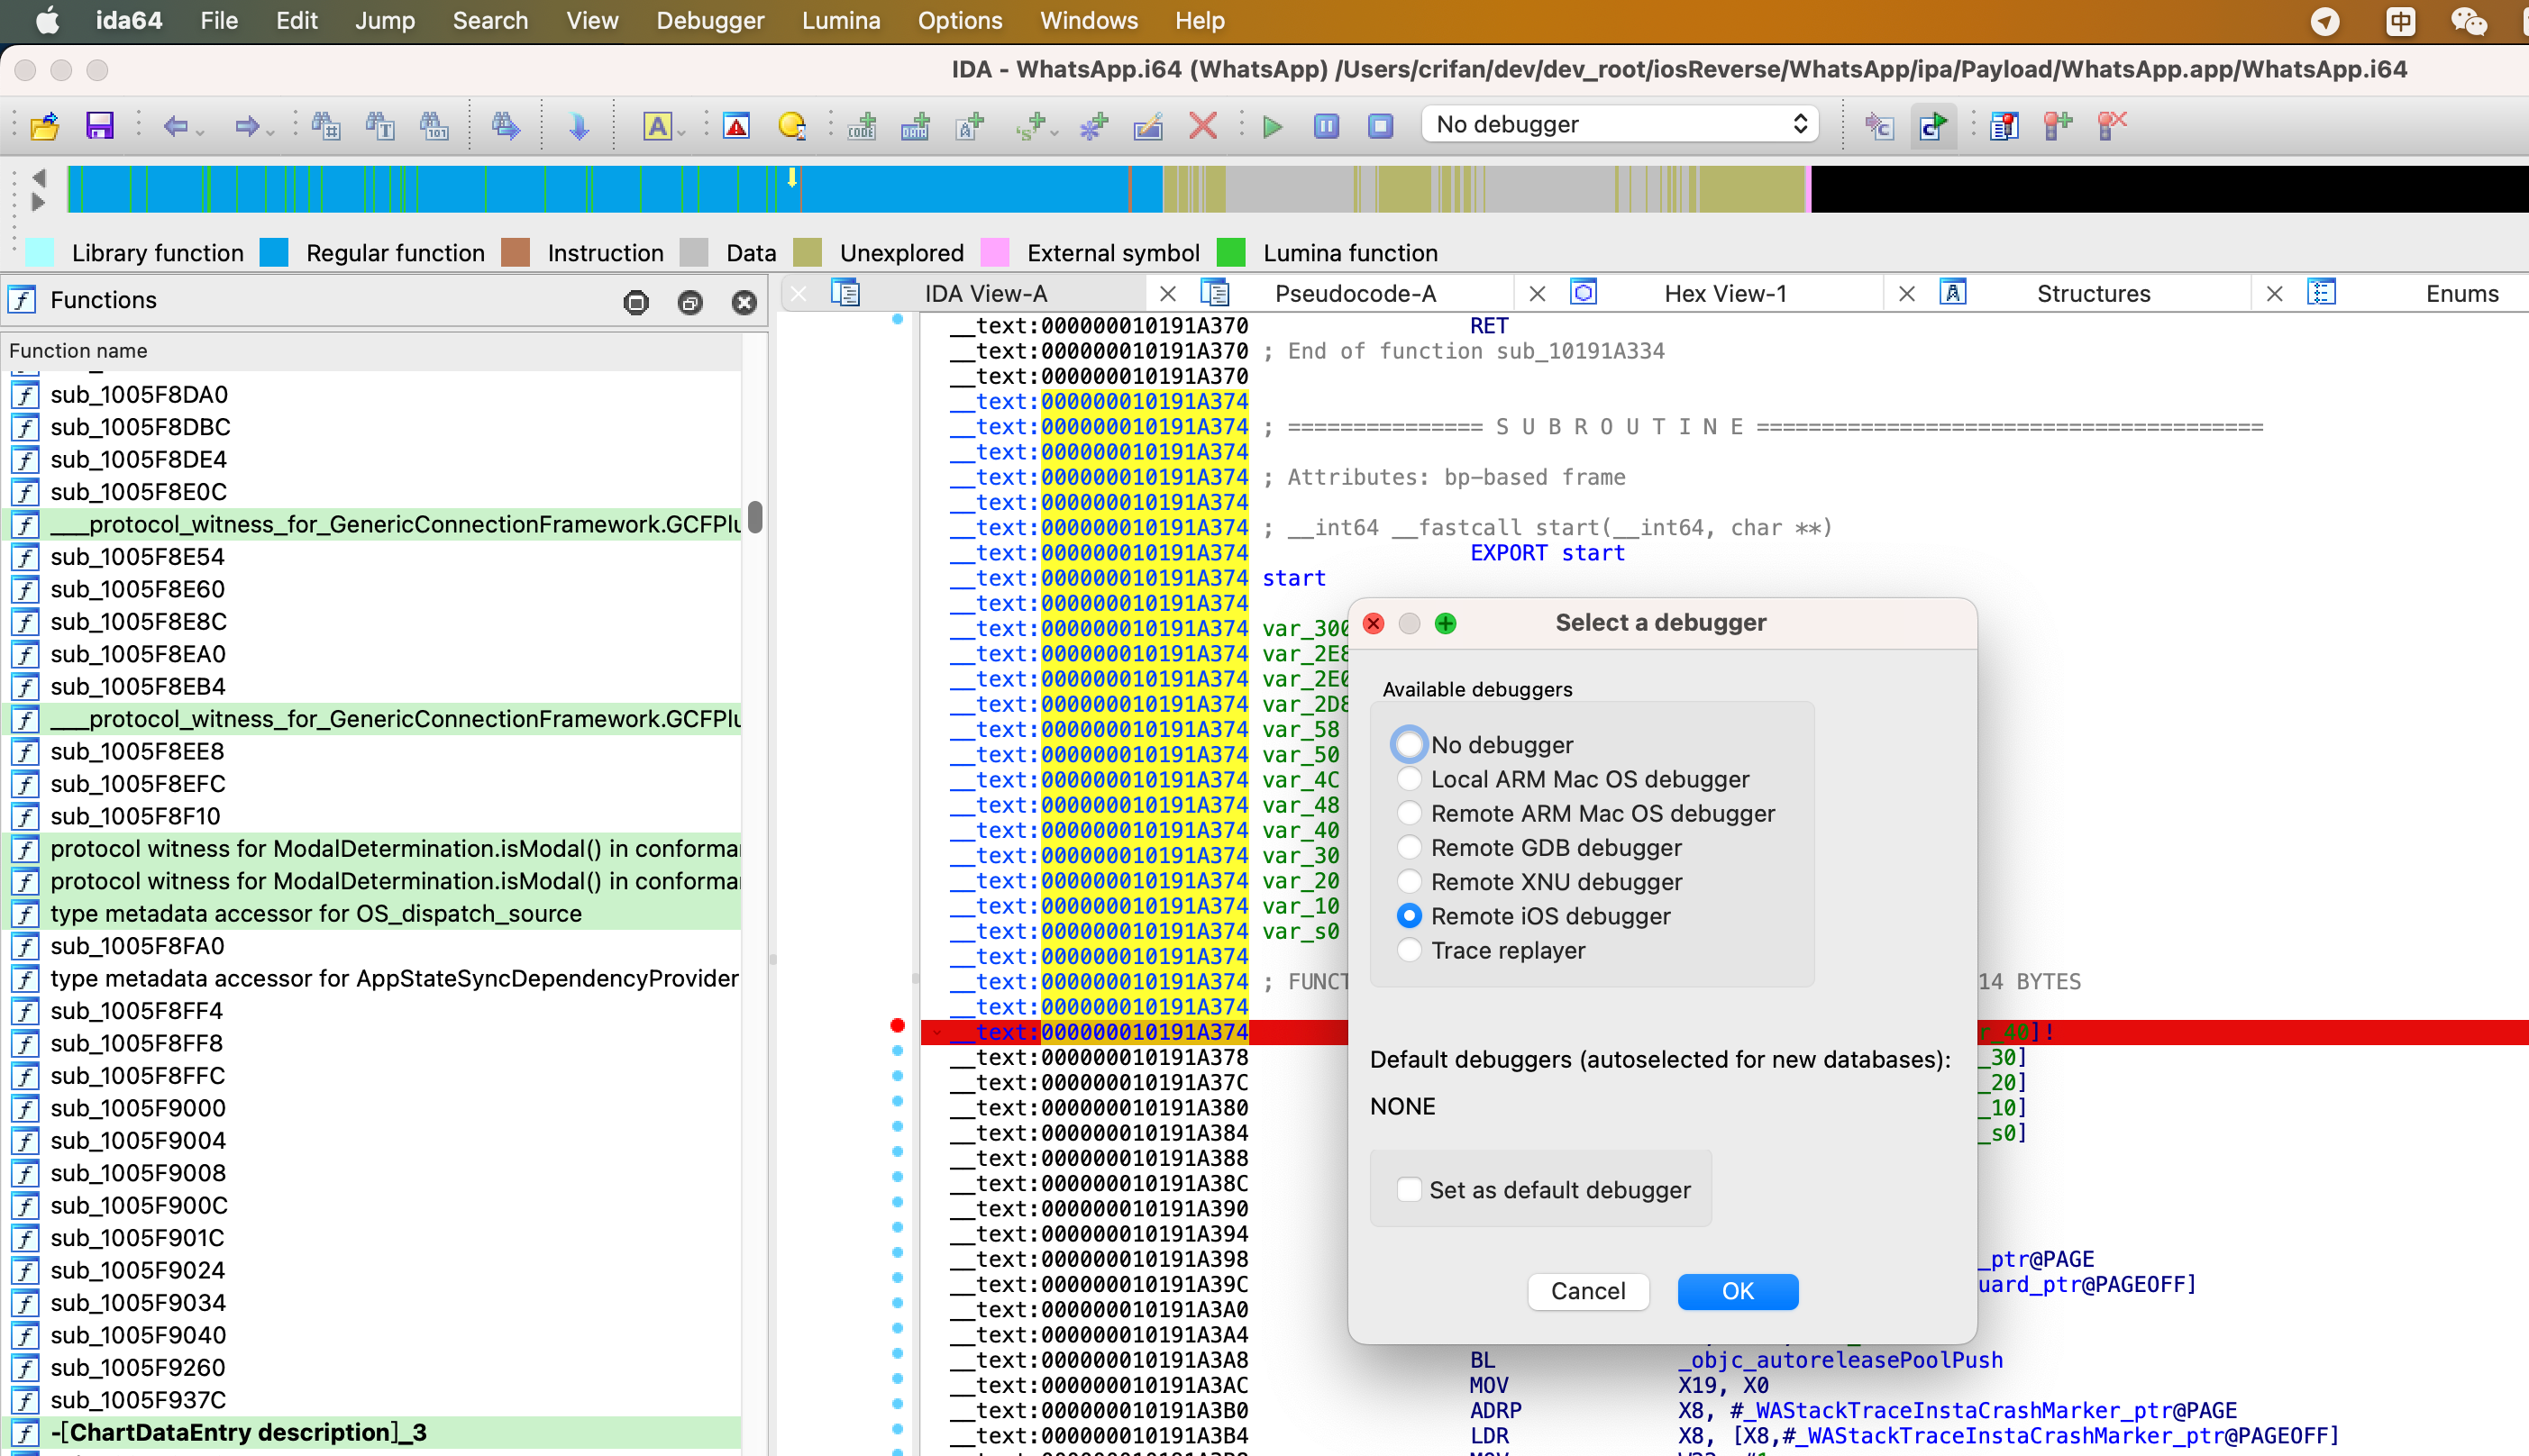 ida64 File Edit Jump Search View Debugger Lumina Options Windows Help 中
IDA - WhatsApp.i64 (WhatsApp) /Users/crifan/dev/dev_root/iosReverse/WhatsApp/ipa/Payload/WhatsApp.app/WhatsApp.i64
No debugger
Library function Regular function Instruction Data Unexplored External symbol Lumina function
Functions
IDA View-A Pseudocode-A Hex View-1 Structures Enums
Function name
sub_1005F8DA0
sub_1005F8DBC
sub_1005F8DE4
sub_1005F8E0C
___protocol_witness_for_GenericConnectionFramework.GCFPlu
sub_1005F8E54
sub_1005F8E60
sub_1005F8E8C
sub_1005F8EA0
sub_1005F8EB4
___protocol_witness_for_GenericConnectionFramework.GCFPlu
sub_1005F8EE8
sub_1005F8EFC
sub_1005F8F10
protocol witness for ModalDetermination.isModal() in conforma
protocol witness for ModalDetermination.isModal() in conforma
type metadata accessor for OS_dispatch_source
sub_1005F8FA0
type metadata accessor for AppStateSyncDependencyProvider
sub_1005F8FF4
sub_1005F8FF8
sub_1005F8FFC
sub_1005F9000
sub_1005F9004
sub_1005F9008
sub_1005F900C
sub_1005F901C
sub_1005F9024
sub_1005F9034
sub_1005F9040
sub_1005F9260
sub_1005F937C
-[ChartDataEntry description]_3
__text:000000010191A370 RET
__text:000000010191A370 ; End of function sub_10191A334
__text:000000010191A370
__text:000000010191A374
__text:000000010191A374 ; =============== S U B R O U T I N E =======================================
__text:000000010191A374
__text:000000010191A374 ; Attributes: bp-based frame
__text:000000010191A374
__text:000000010191A374 ; __int64 __fastcall start(__int64, char **)
__text:000000010191A374 EXPORT start
__text:000000010191A374 start
__text:000000010191A374
__text:000000010191A374 var_300
__text:000000010191A374 var_2E8
__text:000000010191A374 var_2E0
__text:000000010191A374 var_2D8
__text:000000010191A374 var_58
__text:000000010191A374 var_50
__text:000000010191A374 var_4C
__text:000000010191A374 var_48
__text:000000010191A374 var_40
__text:000000010191A374 var_30
__text:000000010191A374 var_20
__text:000000010191A374 var_10
__text:000000010191A374 var_s0
__text:000000010191A374
__text:000000010191A374 ; FUNCT 14 BYTES
__text:000000010191A374
__text:000000010191A374 r_40]!
__text:000000010191A378 _30]
__text:000000010191A37C _20]
__text:000000010191A380 _10]
__text:000000010191A384 _s0]
__text:000000010191A388
__text:000000010191A38C
__text:000000010191A390
__text:000000010191A394
__text:000000010191A398 _ptr@PAGE
__text:000000010191A39C uard_ptr@PAGEOFF]
__text:000000010191A3A0
__text:000000010191A3A4
__text:000000010191A3A8 BL _objc_autoreleasePoolPush
__text:000000010191A3AC MOV X19, X0
__text:000000010191A3B0 ADRP X8, #_WAStackTraceInstaCrashMarker_ptr@PAGE
__text:000000010191A3B4 LDR X8, [X8,#_WAStackTraceInstaCrashMarker_ptr@PAGEOFF]
Select a debugger
Available debuggers
No debugger
Local ARM Mac OS debugger
Remote ARM Mac OS debugger
Remote GDB debugger
Remote XNU debugger
Remote iOS debugger
Trace replayer
Default debuggers (autoselected for new databases):
NONE
Set as default debugger
Cancel OK